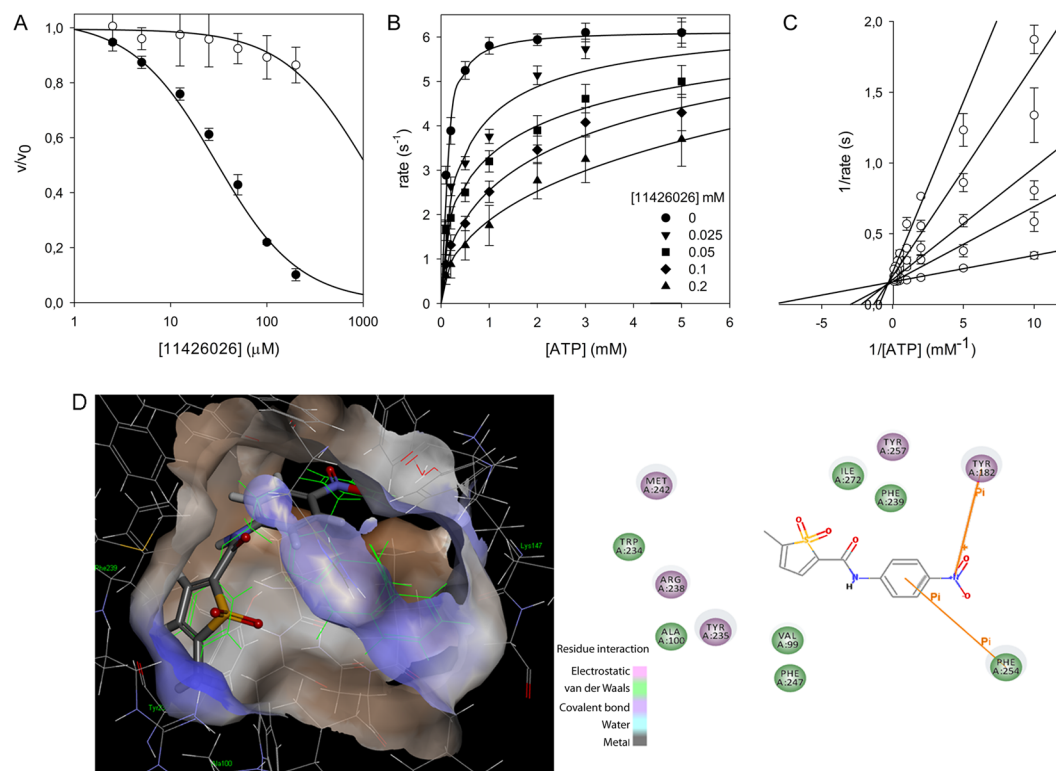 A
v/v0
1,0
0,8
0,6
0,4
0,2
0,0
1
10
100
1000
[11426026] (μM)
B
rate (s-1)
6
5
4
3
2
1
0
0
1
2
3
4
5
6
[ATP] (mM)
[11426026] mM
0
0.025
0.05
0.1
0.2
C
1/rate (s)
2,0
1,5
1,0
0,5
0,0
-5
0
5
10
1/[ATP] (mM-1)
D
Phe239
Lys147
Ala100
MET
A:242
TRP
A:234
ARG
A:238
ALA
A:100
TYR
A:235
VAL
A:99
PHE
A:247
ILE
A:272
TYR
A:257
PHE
A:239
TYR
A:182
PHE
A:254
Pi
+
Pi
Pi
O
O
S
O
N
H
N
O
-O
Residue interaction
Electrostatic
van der Waals
Covalent bond
Water
Metal